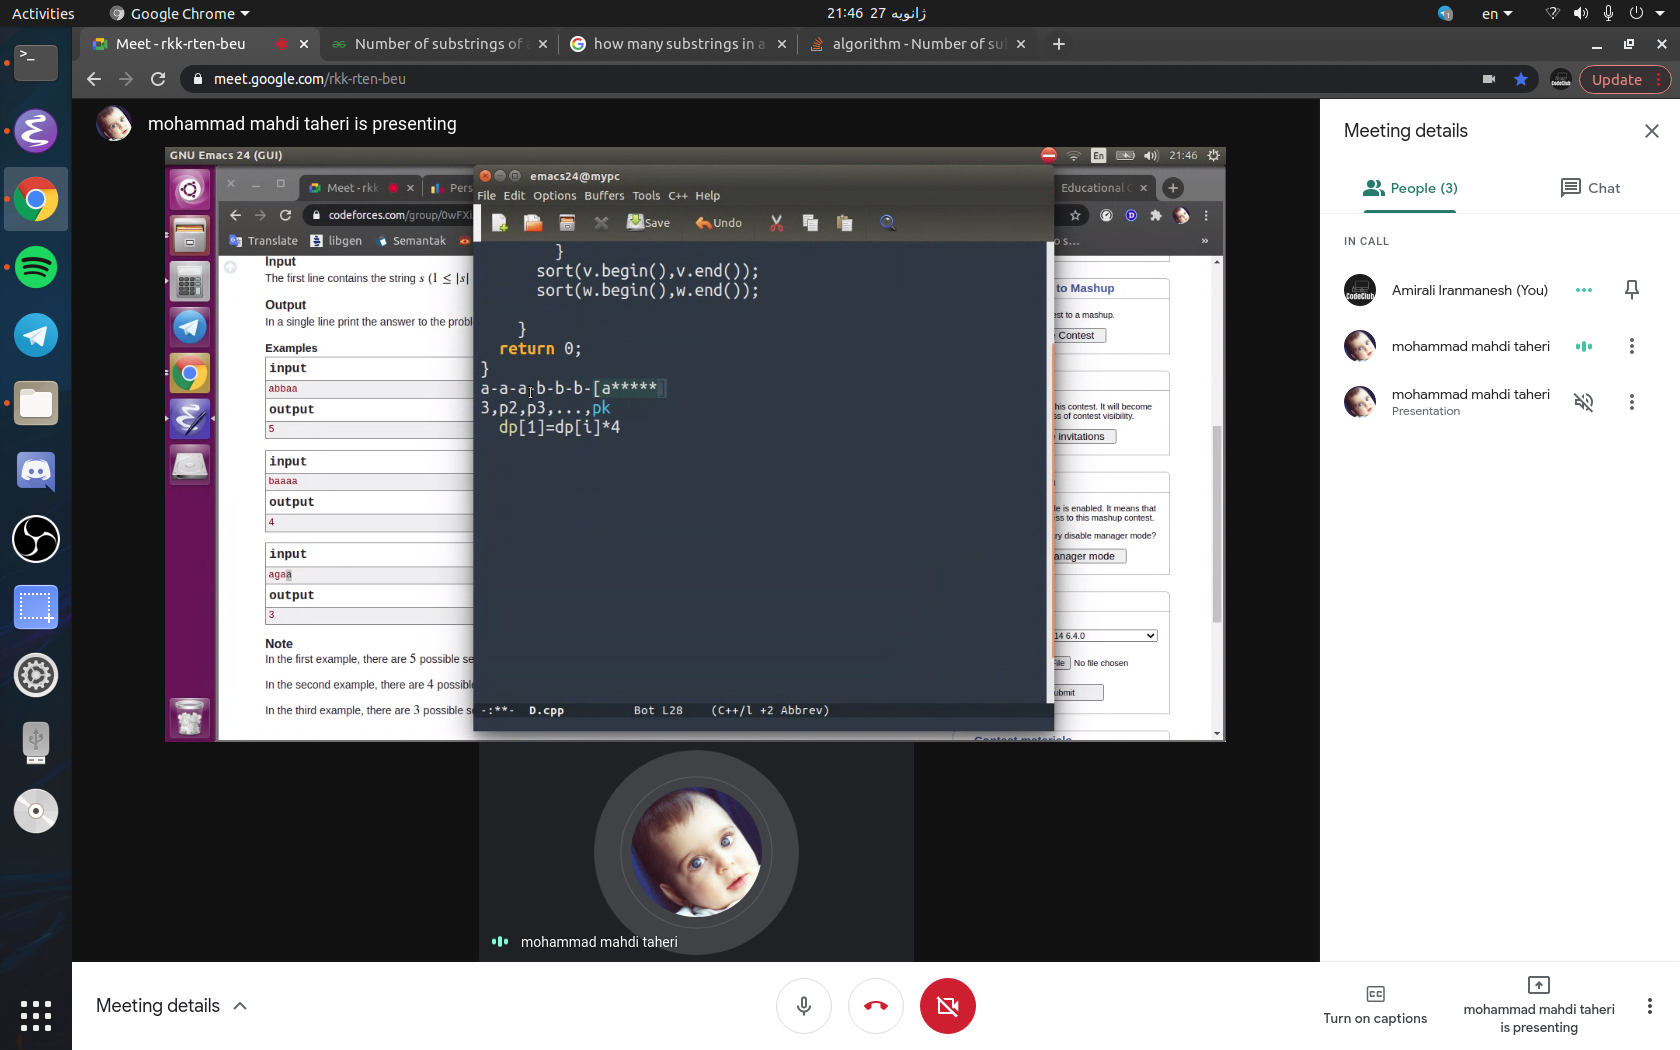 Activities
Google Chrome
21:46 27 ژانویه
en
Meet - rkk-rten-beu
Number of substrings of
how many substrings in a
algorithm - Number of su
meet.google.com/rkk-rten-beu
Update
mohammad mahdi taheri is presenting
GNU Emacs 24 (GUI)
En
21:46
Meet - rkk
Pers
Educational
codeforces.com/group/0wFXi
Translate
libgen
Semantak
Input
The first line contains the string s (1 ≤ |s|
Output
In a single line print the answer to the probl
Examples
input
abbaa
output
5
input
baaaa
output
4
input
agaa
output
3
Note
In the first example, there are 5 possible se
In the second example, there are 4 possibl
In the third example, there are 3 possible s
emacs24@mypc
File Edit Options Buffers Tools C++ Help
Save
Undo
}
sort(v.begin(),v.end());
sort(w.begin(),w.end());
}
return 0;
}
a-a-a-b-b-b-[a*****]
3,p2,p3,...,pk
dp[1]=dp[i]*4
-:**- D.cpp Bot L28 (C++/l +2 Abbrev)
to Mashup
est to a mashup.
Contest
this contest. It will become
ss of contest visibility.
invitations
le is enabled. It means that
ss to this mashup contest.
ry disable manager mode?
anager mode
14 6.4.0
File
No file chosen
ubmit
mohammad mahdi taheri
Meeting details
People (3)
Chat
IN CALL
CodeClub
Amirali Iranmanesh (You)
mohammad mahdi taheri
mohammad mahdi taheri
Presentation
Meeting details
Turn on captions
mohammad mahdi taheri
is presenting